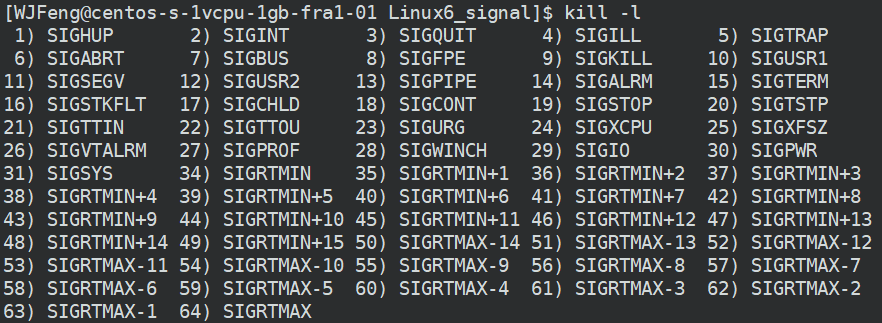 [WJFeng@centos-s-1vcpu-1gb-fra1-01 Linux6_signal]$ kill -l
 1) SIGHUP       2) SIGINT       3) SIGQUIT      4) SIGILL       5) SIGTRAP
 6) SIGABRT      7) SIGBUS       8) SIGFPE       9) SIGKILL     10) SIGUSR1
11) SIGSEGV     12) SIGUSR2     13) SIGPIPE     14) SIGALRM     15) SIGTERM
16) SIGSTKFLT   17) SIGCHLD     18) SIGCONT     19) SIGSTOP     20) SIGTSTP
21) SIGTTIN     22) SIGTTOU     23) SIGURG      24) SIGXCPU     25) SIGXFSZ
26) SIGVTALRM   27) SIGPROF     28) SIGWINCH    29) SIGIO       30) SIGPWR
31) SIGSYS      34) SIGRTMIN    35) SIGRTMIN+1  36) SIGRTMIN+2  37) SIGRTMIN+3
38) SIGRTMIN+4  39) SIGRTMIN+5  40) SIGRTMIN+6  41) SIGRTMIN+7  42) SIGRTMIN+8
43) SIGRTMIN+9  44) SIGRTMIN+10 45) SIGRTMIN+11 46) SIGRTMIN+12 47) SIGRTMIN+13
48) SIGRTMIN+14 49) SIGRTMIN+15 50) SIGRTMAX-14 51) SIGRTMAX-13 52) SIGRTMAX-12
53) SIGRTMAX-11 54) SIGRTMAX-10 55) SIGRTMAX-9  56) SIGRTMAX-8  57) SIGRTMAX-7
58) SIGRTMAX-6  59) SIGRTMAX-5  60) SIGRTMAX-4  61) SIGRTMAX-3  62) SIGRTMAX-2
63) SIGRTMAX-1  64) SIGRTMAX